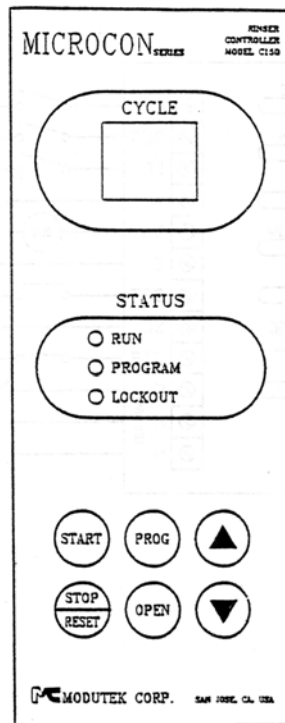 MICROCON SERIES
RINSER
CONTROLLER
MODEL C150
CYCLE
STATUS
RUN
PROGRAM
LOCKOUT
START
PROG
STOP
RESET
OPEN
MODUTEK CORP.
SAN JOSE, CA, USA